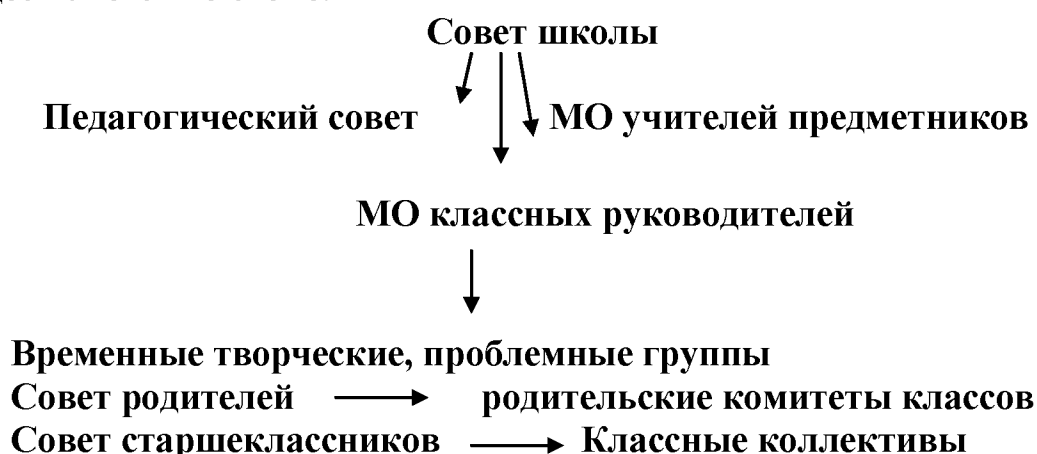 Совет школы
Педагогический совет МО учителей предметников
МО классных руководителей
Временные творческие, проблемные группы
Совет родителей родительские комитеты классов
Совет старшеклассников Классные коллективы